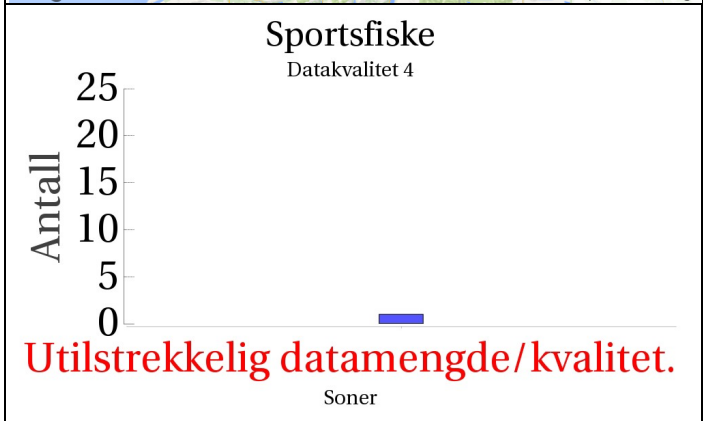 Sportsfiske
Datakvalitet 4
25
20
15
10
5
0
Antall
Utilstrekkelig datamengde/kvalitet.
Soner